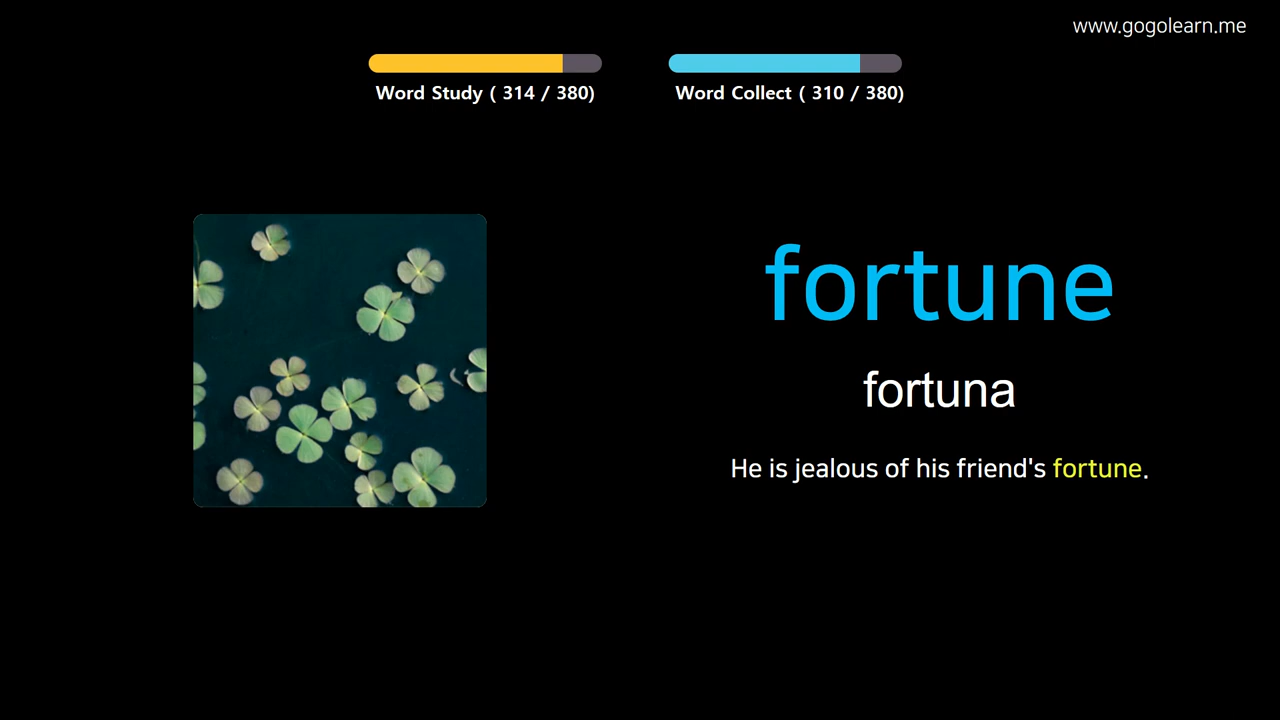 www.gogolearn.me
Word Study ( 314 / 380)
Word Collect ( 310 / 380)
fortune
fortuna
He is jealous of his friend's fortune.